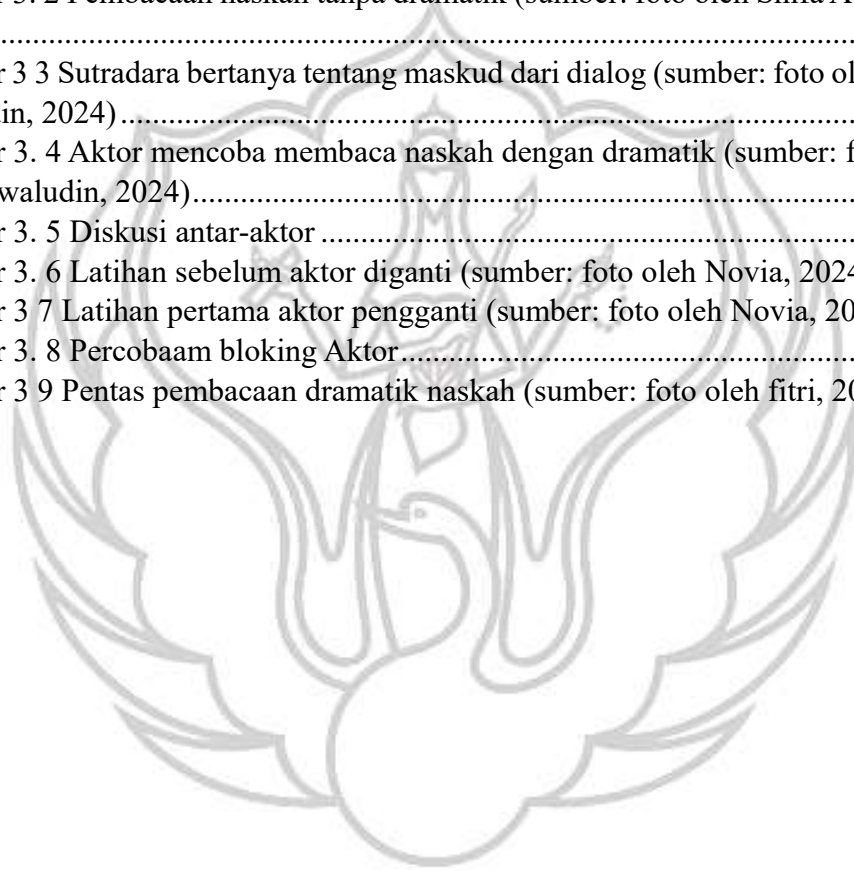 3. 2 Pembacaan naskah tanpa dramatik (sumber: foto oleh
................................................................................
r 3 3 Sutradara bertanya tentang maskud dari dialog (sumber: foto ol
in, 2024)................................................................................
r 3. 4 Aktor mencoba membaca naskah dengan dramatik (sumber: f
waludin, 2024)................................................................................
r 3. 5 Diskusi antar-aktor................................................................................
r 3. 6 Latihan sebelum aktor diganti (sumber: foto oleh Novia, 2024
r 3 7 Latihan pertama aktor pengganti (sumber: foto oleh Novia, 20
r 3. 8 Percobaam bloking Aktor................................................................................
r 3 9 Pentas pembacaan dramatik naskah (sumber: foto oleh fitri, 20